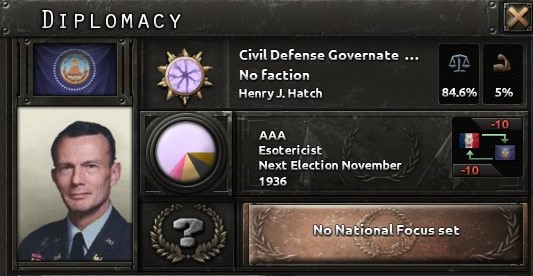 DIPLOMACY
Civil Defense Governate ...
No faction
Henry J. Hatch
84.6%
5%
AAA
Esotericist
Next Election November
1936
-10
-10
?
No National Focus set